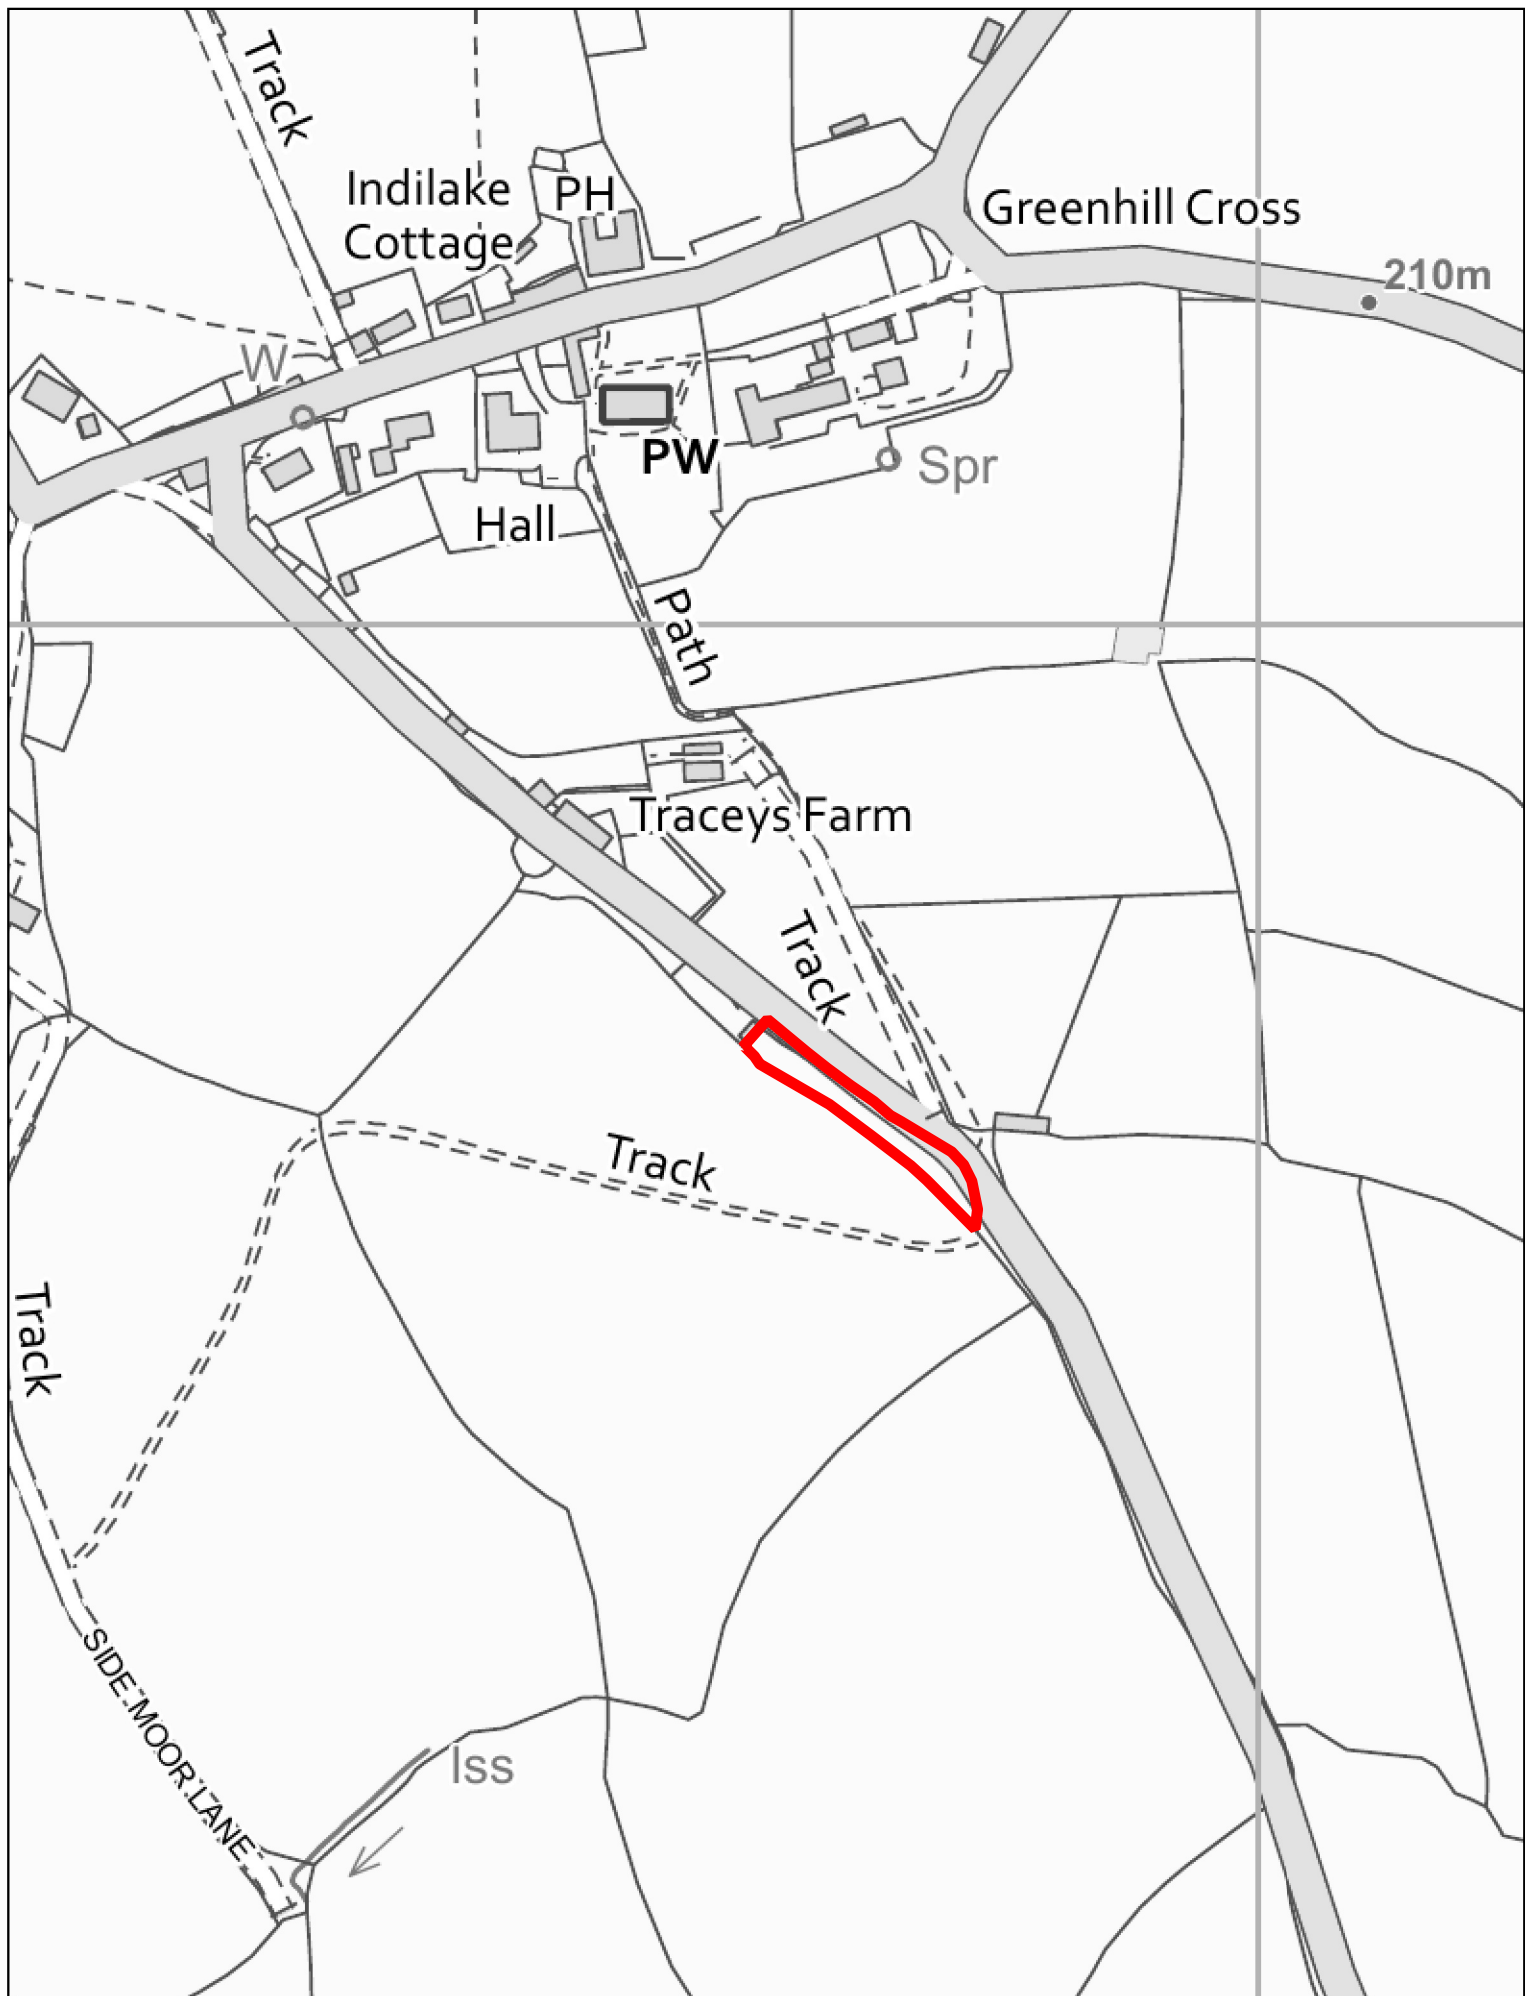 Track
Indilake
Cottage
PH
Greenhill Cross
210m
W
PW
Spr
Hall
Path
Traceys Farm
Track
Track
Track
SIDE MOOR LANE
Iss